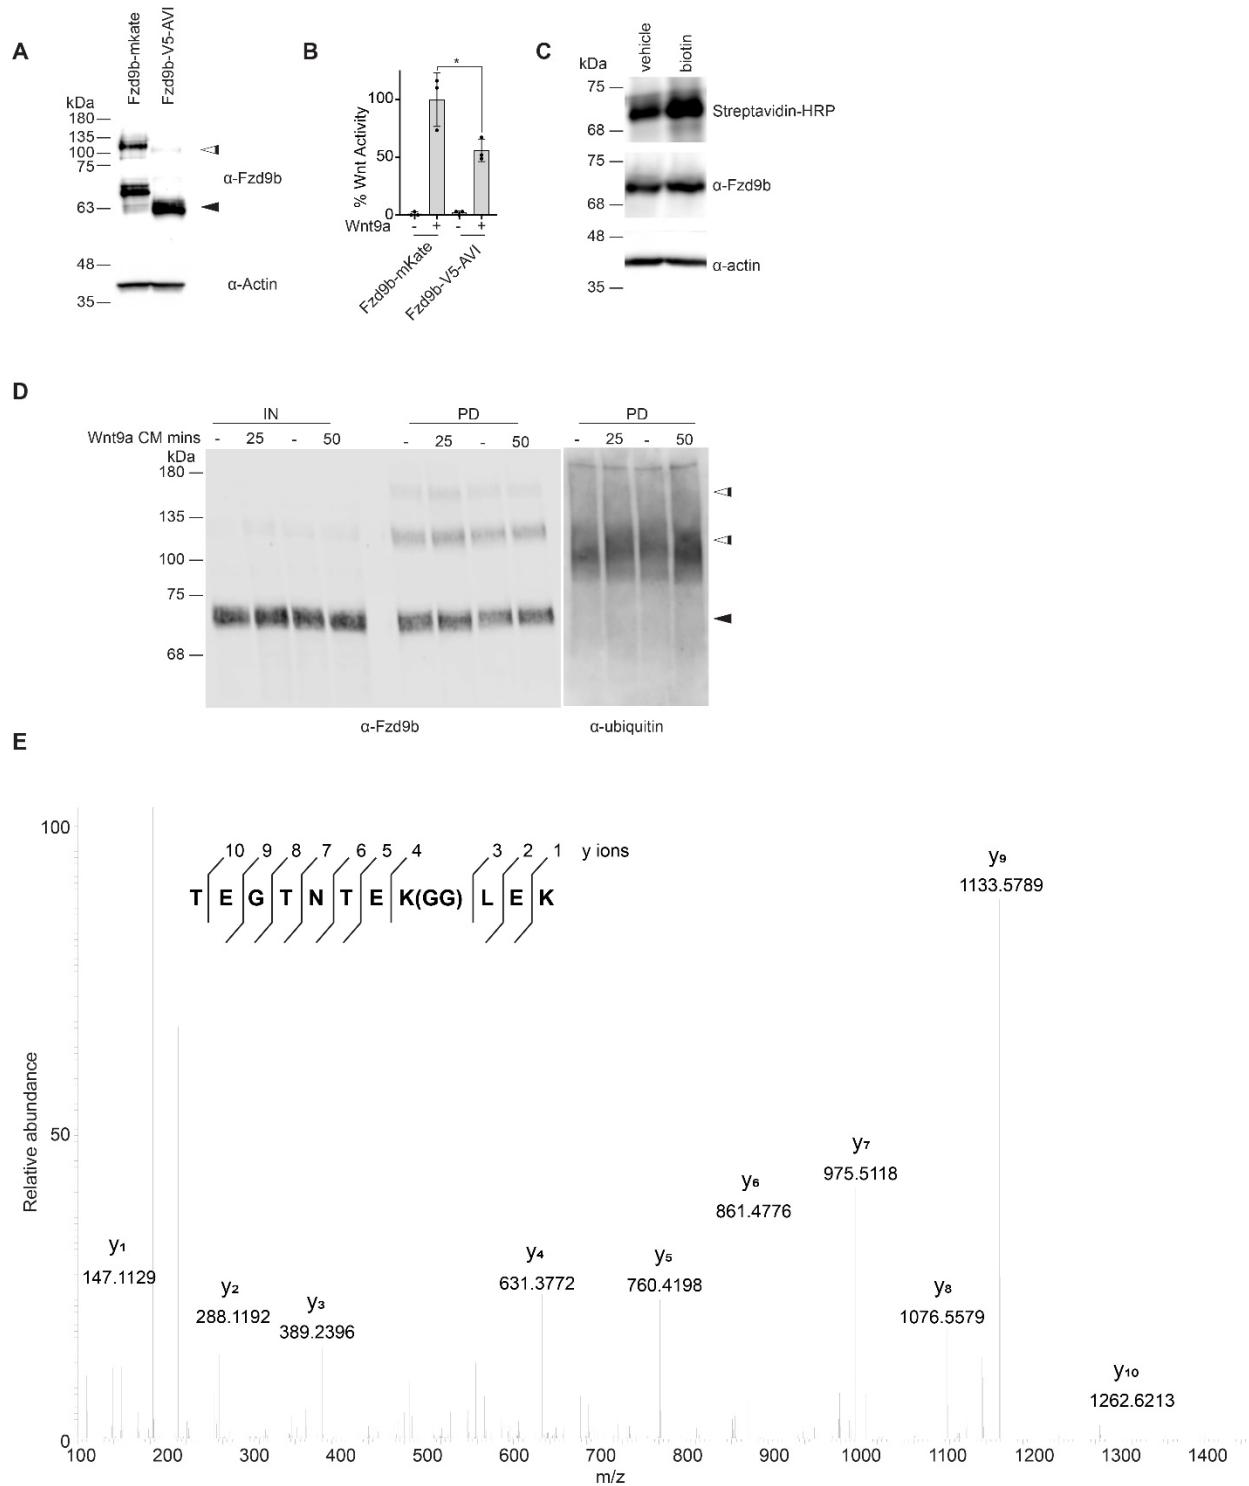 A
Fzd9b-mkate
Fzd9b-V5-AVI
kDa
180
135
100
75
63
48
35
α-Fzd9b
α-Actin
B
% Wnt Activity
100
50
0
*
Wnt9a - + - +
Fzd9b-mKate
Fzd9b-V5-AVI
C
vehicle
biotin
kDa
75
68
Streptavidin-HRP
75
68
α-Fzd9b
48
35
α-actin
D
IN PD PD
Wnt9a CM mins - 25 - 50 - 25 - 50 - 25 - 50
kDa
180
135
100
75
68
α-Fzd9b α-ubiquitin
E
Relative abundance
100
50
0
10 9 8 7 6 5 4 3 2 1 y ions
T E G T N T E K(GG) L E K
y₉
1133.5789
y₇
975.5118
y₆
861.4776
y₁
147.1129
y₄
631.3772
y₅
760.4198
y₂
288.1192
y₃
389.2396
y₈
1076.5579
y₁₀
1262.6213
100 200 300 400 500 600 700 800 900 1000 1100 1200 1300 1400
m/z